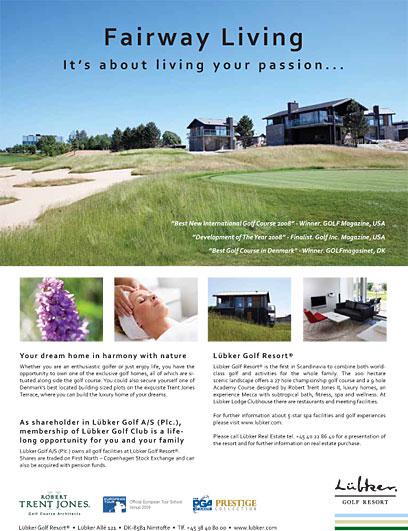 Fairway Living
It's about living your passion...
"Best New International Golf Course 2008" - Winner. GOLF Magazine, USA
"Development of The Year 2008" - Finalist. Golf Inc. Magazine, USA
"Best Golf Course in Denmark" - Winner. GOLFmagasinet, DK
Your dream home in harmony with nature
Whether you are an enthusiastic golfer or just enjoy life, you have the
opportunity to own one of the exclusive golf homes, all of which are si-
tuated along side the golf course. You could also secure yourself one of
Denmark's best located building-sized plots on the exquisite Trent Jones
Terrace, where you can build the luxury home of your dreams.
As shareholder in Lübker Golf A/S (Plc.),
membership of Lübker Golf Club is a life-
long opportunity for you and your family
Lübker Golf A/S (Plc.) owns all golf facilities at Lübker Golf Resort®.
Shares are traded on First North – Copenhagen Stock Exchange and can
also be acquired with pension funds.
Lübker Golf Resort®
Lübker Golf Resort® is the first in Scandinavia to combine both world-
class golf and activities for the whole family. The 200 hectare
scenic landscape offers a 27 hole championship golf course and a 9 hole
Academy Course designed by Robert Trent Jones II, luxury homes, an
experience Mecca with subtropical bath, fitness, spa and wellness. At
Lübker Lodge Clubhouse there are restaurants and meeting facilities.
For further information about 5 star spa facilities and golf experiences
please visit www.lubker.com.
Please call Lübker Real Estate tel. +45 40 22 86 40 for a presentation of
the resort and for further information on real estate purchase.
ROBERT
TRENT JONES
Golf Course Architects
Official European Tour School
Venue 2009
PGA PRESTIGE
COLLECTION
Lübker
GOLF RESORT
Lübker Golf Resort® • Lübker Allé 121 • DK-8581 Nimtofte • Tlf. +45 38 40 80 00 • www.lubker.com